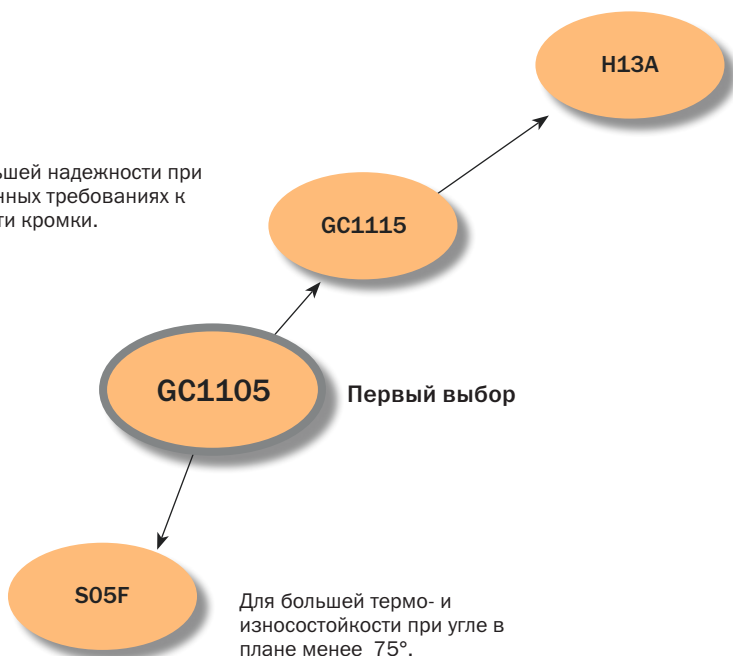 H13A
ьшей надежности при
нных требованиях к
ти кромки.
GC1115
GC1105
Первый выбор
S05F
Для большей термо- и
износостойкости при угле в
плане менее 75°.